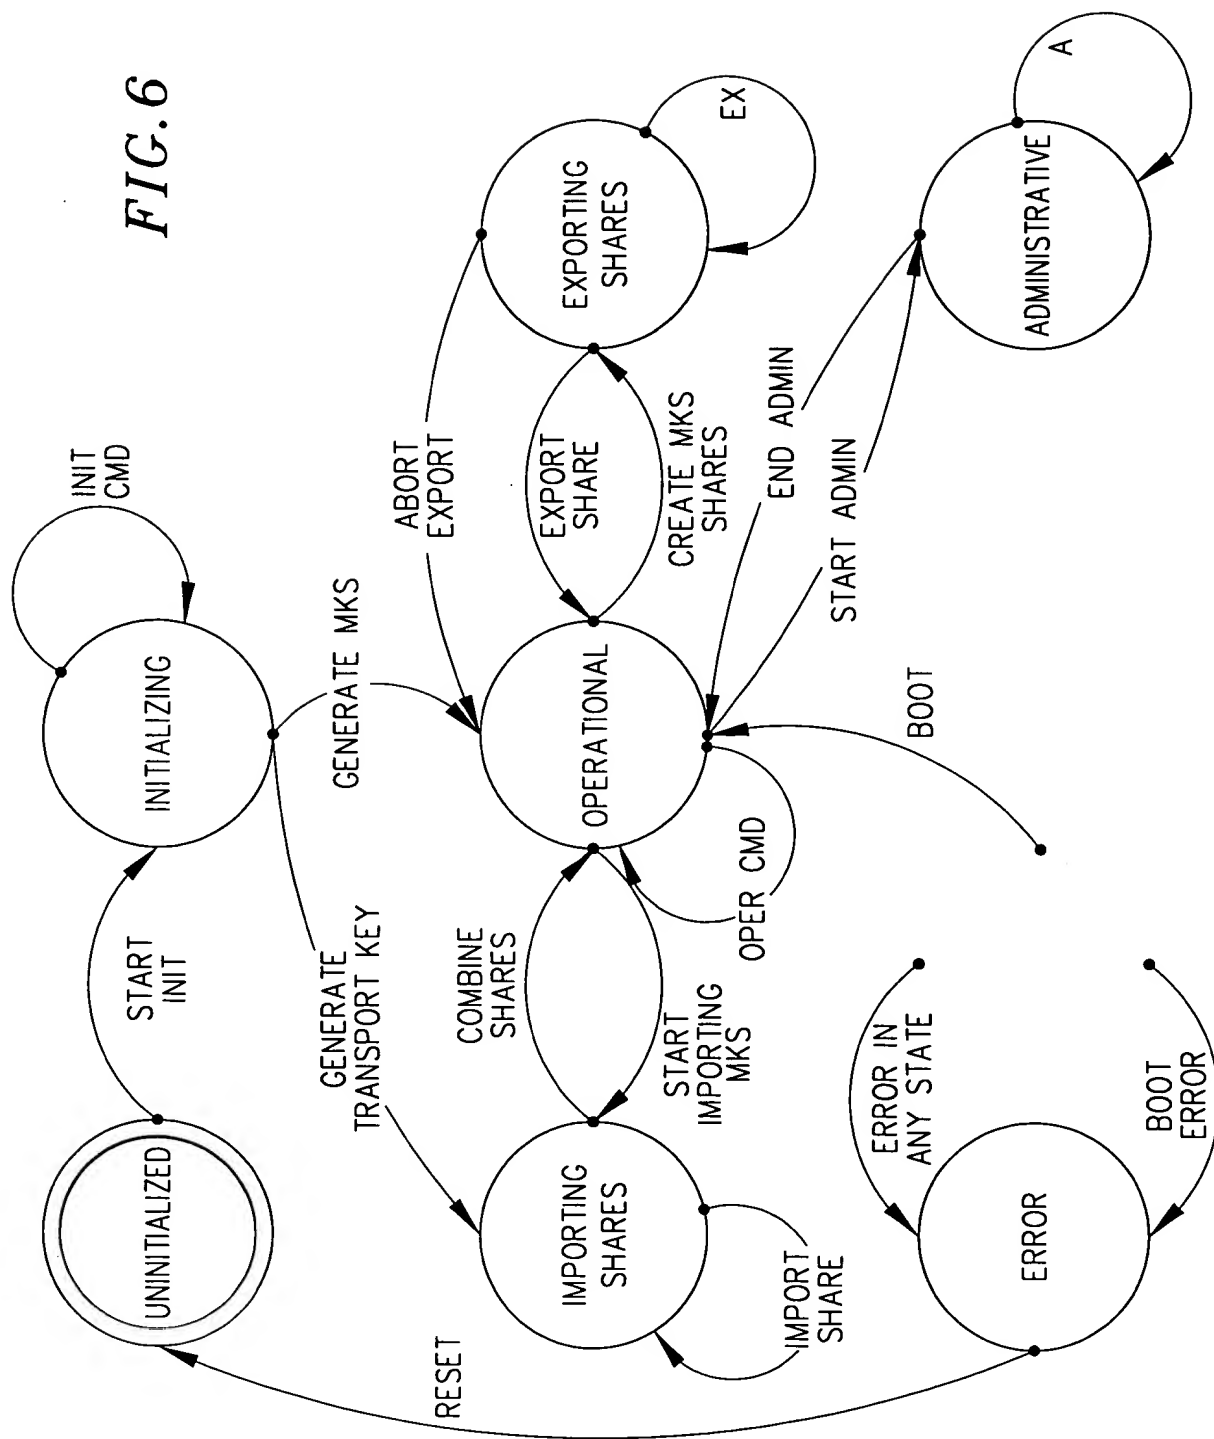 FIG.6
UNINITIALIZED
START
INIT
INITIALIZING
INIT
CMD
RESET
GENERATE
TRANSPORT KEY
GENERATE MKS
ABORT
EXPORT
IMPORTING
SHARES
COMBINE
SHARES
OPERATIONAL
EXPORT
SHARE
EXPORTING
SHARES
START
IMPORTING
MKS
CREATE MKS
SHARES
EX
IMPORT
SHARE
OPER CMD
END ADMIN
START ADMIN
ERROR IN
ANY STATE
BOOT
ERROR
BOOT
ERROR
ADMINISTRATIVE
A